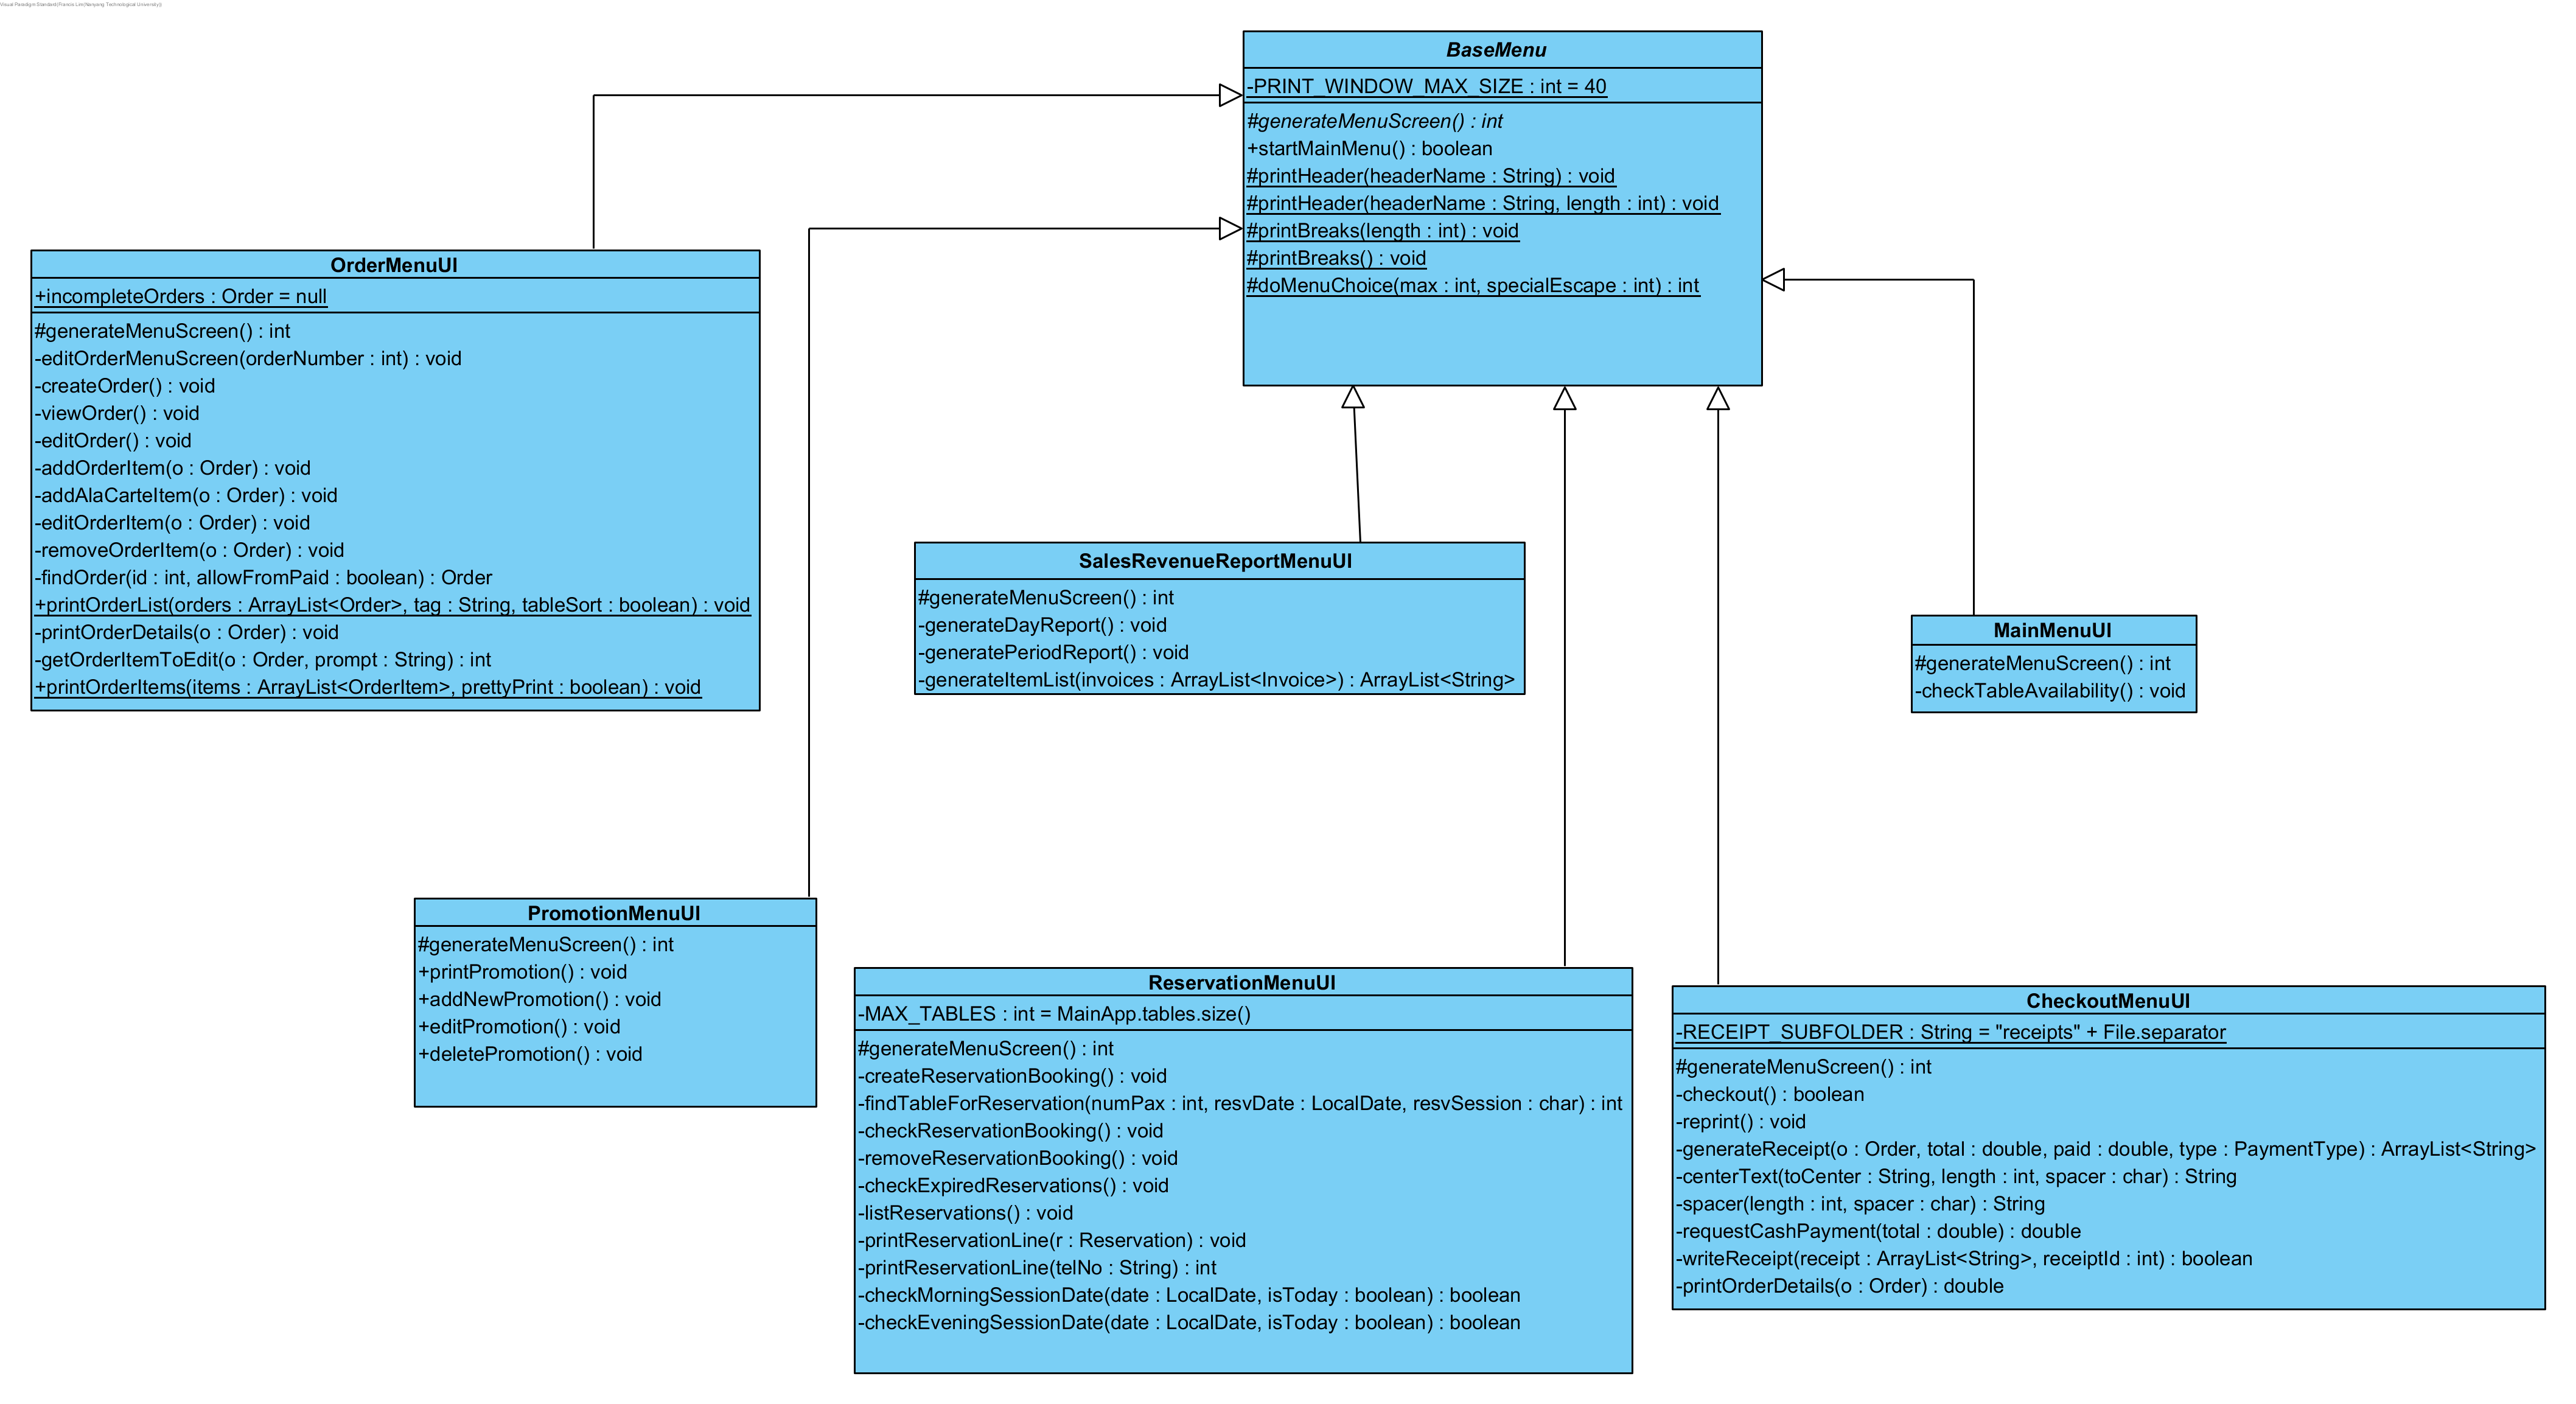 Visual Paradigm Standard(Francis Lim(Nanyang Technological University))
BaseMenu
-PRINT_WINDOW_MAX_SIZE : int = 40
#generateMenuScreen() : int
+startMainMenu() : boolean
#printHeader(headerName : String) : void
#printHeader(headerName : String, length : int) : void
#printBreaks(length : int) : void
#printBreaks() : void
#doMenuChoice(max : int, specialEscape : int) : int
OrderMenuUI
+incompleteOrders : Order = null
#generateMenuScreen() : int
-editOrderMenuScreen(orderNumber : int) : void
-createOrder() : void
-viewOrder() : void
-editOrder() : void
-addOrderItem(o : Order) : void
-addAlaCarteItem(o : Order) : void
-editOrderItem(o : Order) : void
-removeOrderItem(o : Order) : void
-findOrder(id : int, allowFromPaid : boolean) : Order
+printOrderList(orders : ArrayList<Order>, tag : String, tableSort : boolean) : void
-printOrderDetails(o : Order) : void
-getOrderItemToEdit(o : Order, prompt : String) : int
+printOrderItems(items : ArrayList<OrderItem>, prettyPrint : boolean) : void
SalesRevenueReportMenuUI
#generateMenuScreen() : int
-generateDayReport() : void
-generatePeriodReport() : void
-generateItemList(invoices : ArrayList<Invoice>) : ArrayList<String>
MainMenuUI
#generateMenuScreen() : int
-checkTableAvailability() : void
PromotionMenuUI
#generateMenuScreen() : int
+printPromotion() : void
+addNewPromotion() : void
+editPromotion() : void
+deletePromotion() : void
ReservationMenuUI
-MAX_TABLES : int = MainApp.tables.size()
#generateMenuScreen() : int
-createReservationBooking() : void
-findTableForReservation(numPax : int, resvDate : LocalDate, resvSession : char) : int
-checkReservationBooking() : void
-removeReservationBooking() : void
-checkExpiredReservations() : void
-listReservations() : void
-printReservationLine(r : Reservation) : void
-printReservationLine(telNo : String) : int
-checkMorningSessionDate(date : LocalDate, isToday : boolean) : boolean
-checkEveningSessionDate(date : LocalDate, isToday : boolean) : boolean
CheckoutMenuUI
-RECEIPT_SUBFOLDER : String = "receipts" + File.separator
#generateMenuScreen() : int
-checkout() : boolean
-reprint() : void
-generateReceipt(o : Order, total : double, paid : double, type : PaymentType) : ArrayList<String>
-centerText(toCenter : String, length : int, spacer : char) : String
-spacer(length : int, spacer : char) : String
-requestCashPayment(total : double) : double
-writeReceipt(receipt : ArrayList<String>, receiptId : int) : boolean
-printOrderDetails(o : Order) : double